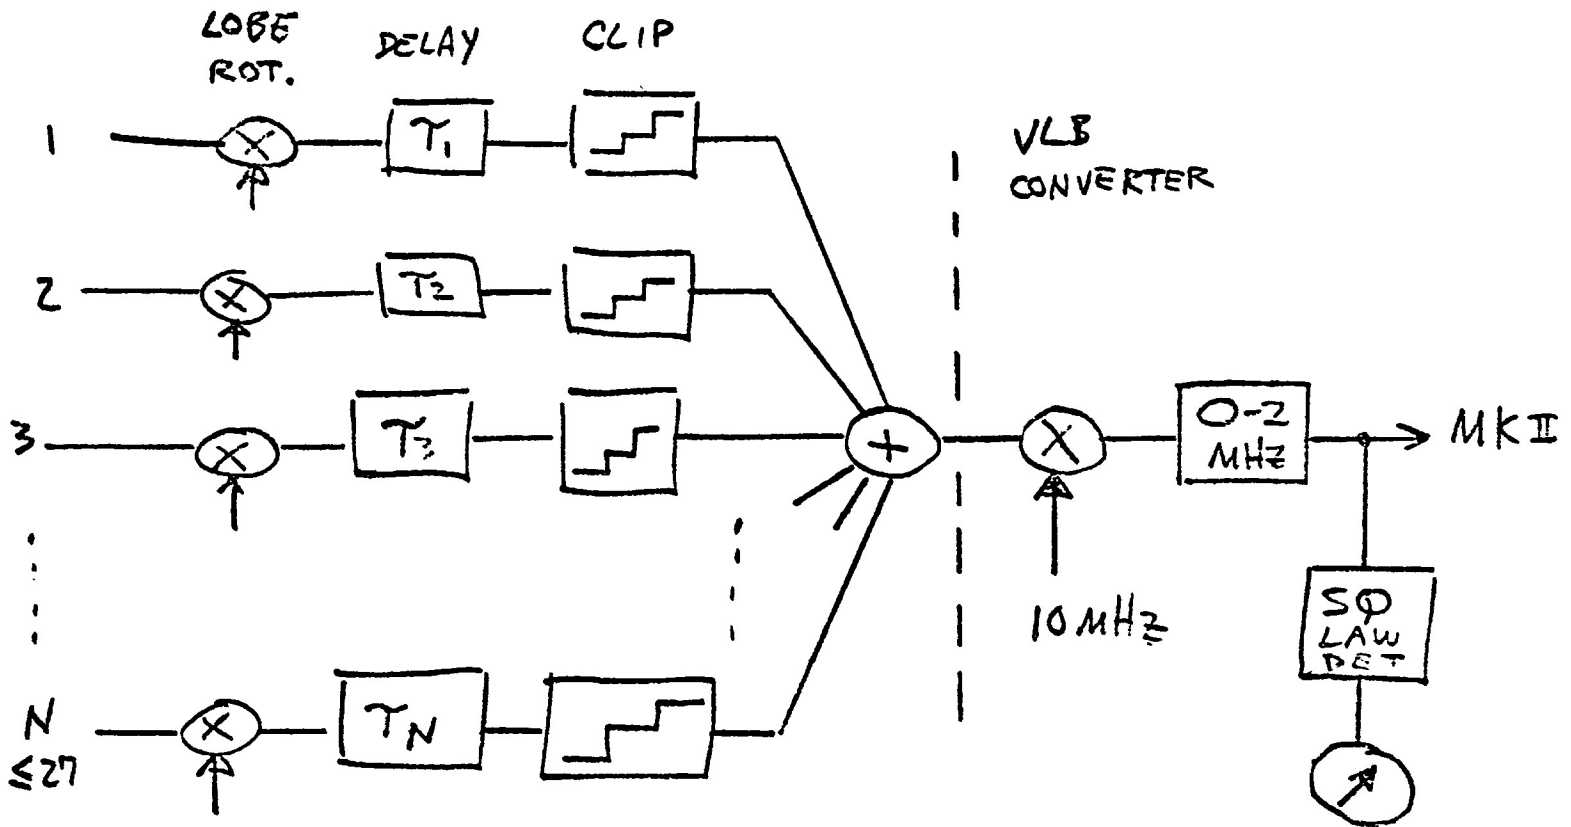 LOBE
ROT.
DELAY
CLIP
1
τ1
VLB
CONVERTER
2
τ2
3
τ3
+
0-2
MHZ
MK II
10 MHz
SQ
LAW
DET
N
≤27
τN